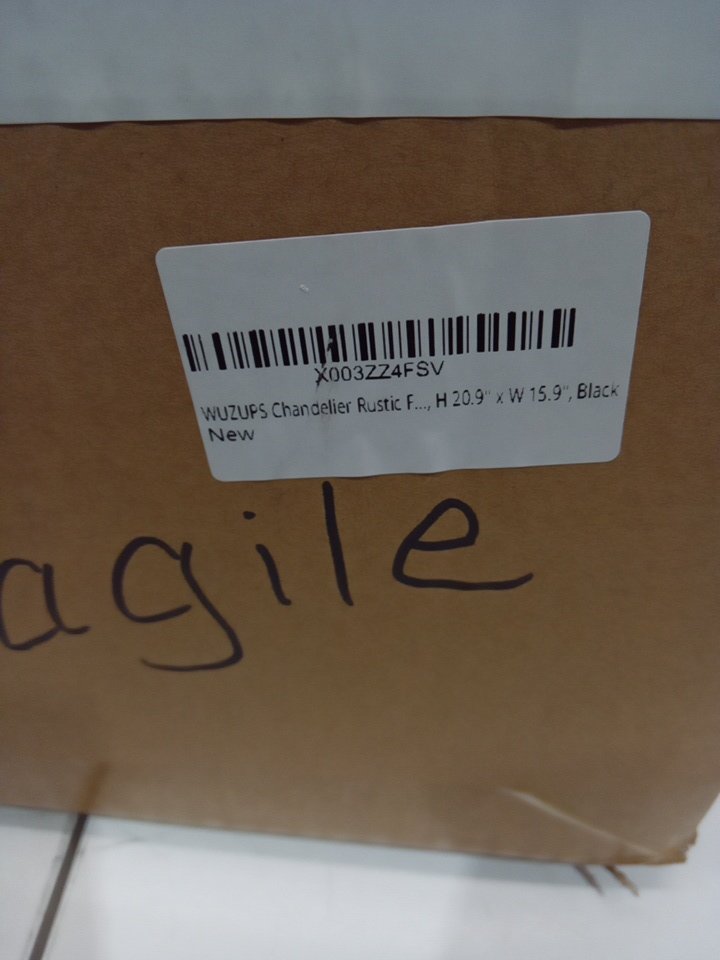 X003ZZ4FSV
WUZUPS Chandelier Rustic F..., H 20.9" x W 15.9", Black
New
agile